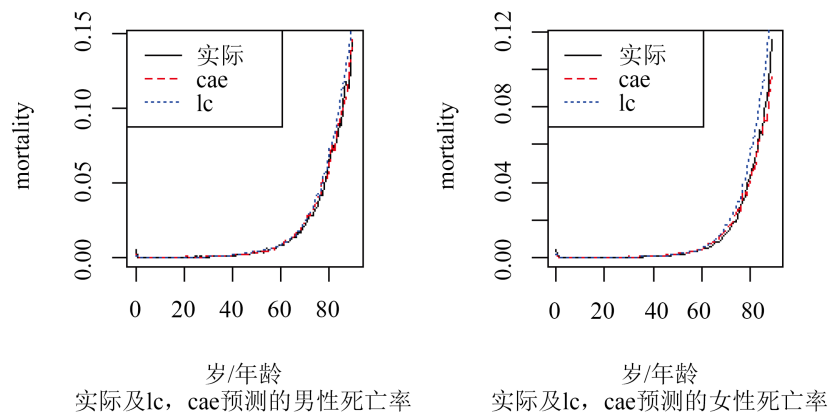 mortality
0.15
0.10
0.05
0.00
实际
cae
lc
0 20 40 60 80
岁/年龄
实际及lc，cae预测的男性死亡率
mortality
0.12
0.08
0.04
0.00
实际
cae
lc
0 20 40 60 80
岁/年龄
实际及lc，cae预测的女性死亡率